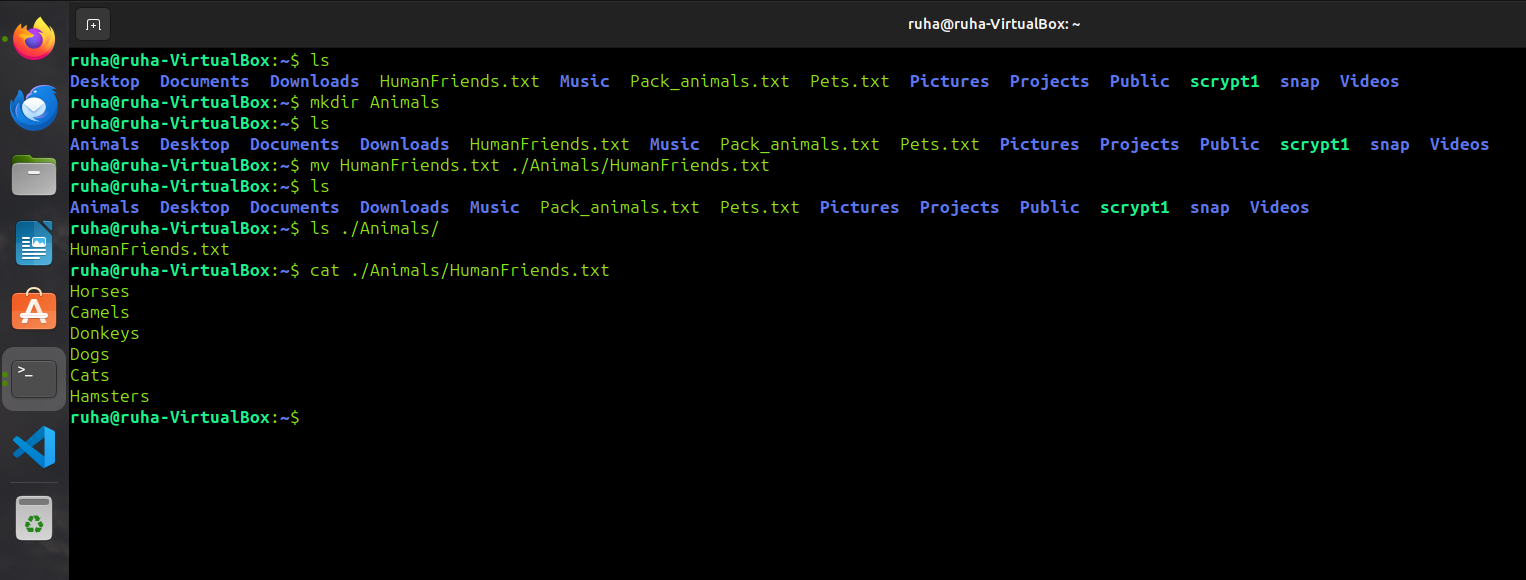 ruha@ruha-VirtualBox: ~
ruha@ruha-VirtualBox:~$ ls
Desktop Documents Downloads HumanFriends.txt Music Pack_animals.txt Pets.txt Pictures Projects Public scrypt1 snap Videos
ruha@ruha-VirtualBox:~$ mkdir Animals
ruha@ruha-VirtualBox:~$ ls
Animals Desktop Documents Downloads HumanFriends.txt Music Pack_animals.txt Pets.txt Pictures Projects Public scrypt1 snap Videos
ruha@ruha-VirtualBox:~$ mv HumanFriends.txt ./Animals/HumanFriends.txt
ruha@ruha-VirtualBox:~$ ls
Animals Desktop Documents Downloads Music Pack_animals.txt Pets.txt Pictures Projects Public scrypt1 snap Videos
ruha@ruha-VirtualBox:~$ ls ./Animals/
HumanFriends.txt
ruha@ruha-VirtualBox:~$ cat ./Animals/HumanFriends.txt
Horses
Camels
Donkeys
Dogs
Cats
Hamsters
ruha@ruha-VirtualBox:~$